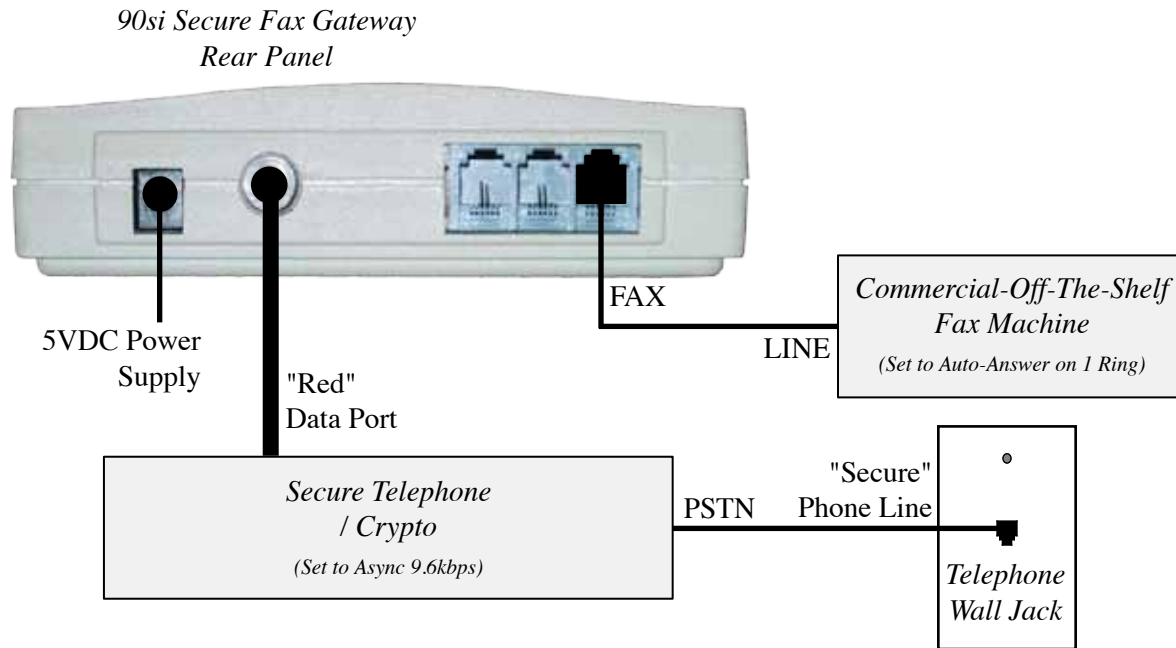 90si Secure Fax Gateway
Rear Panel
5VDC Power
Supply
"Red"
Data Port
FAX
LINE
Commercial-Off-The-Shelf
Fax Machine
(Set to Auto-Answer on 1 Ring)
Secure Telephone
/ Crypto
(Set to Async 9.6kbps)
PSTN
"Secure"
Phone Line
Telephone
Wall Jack